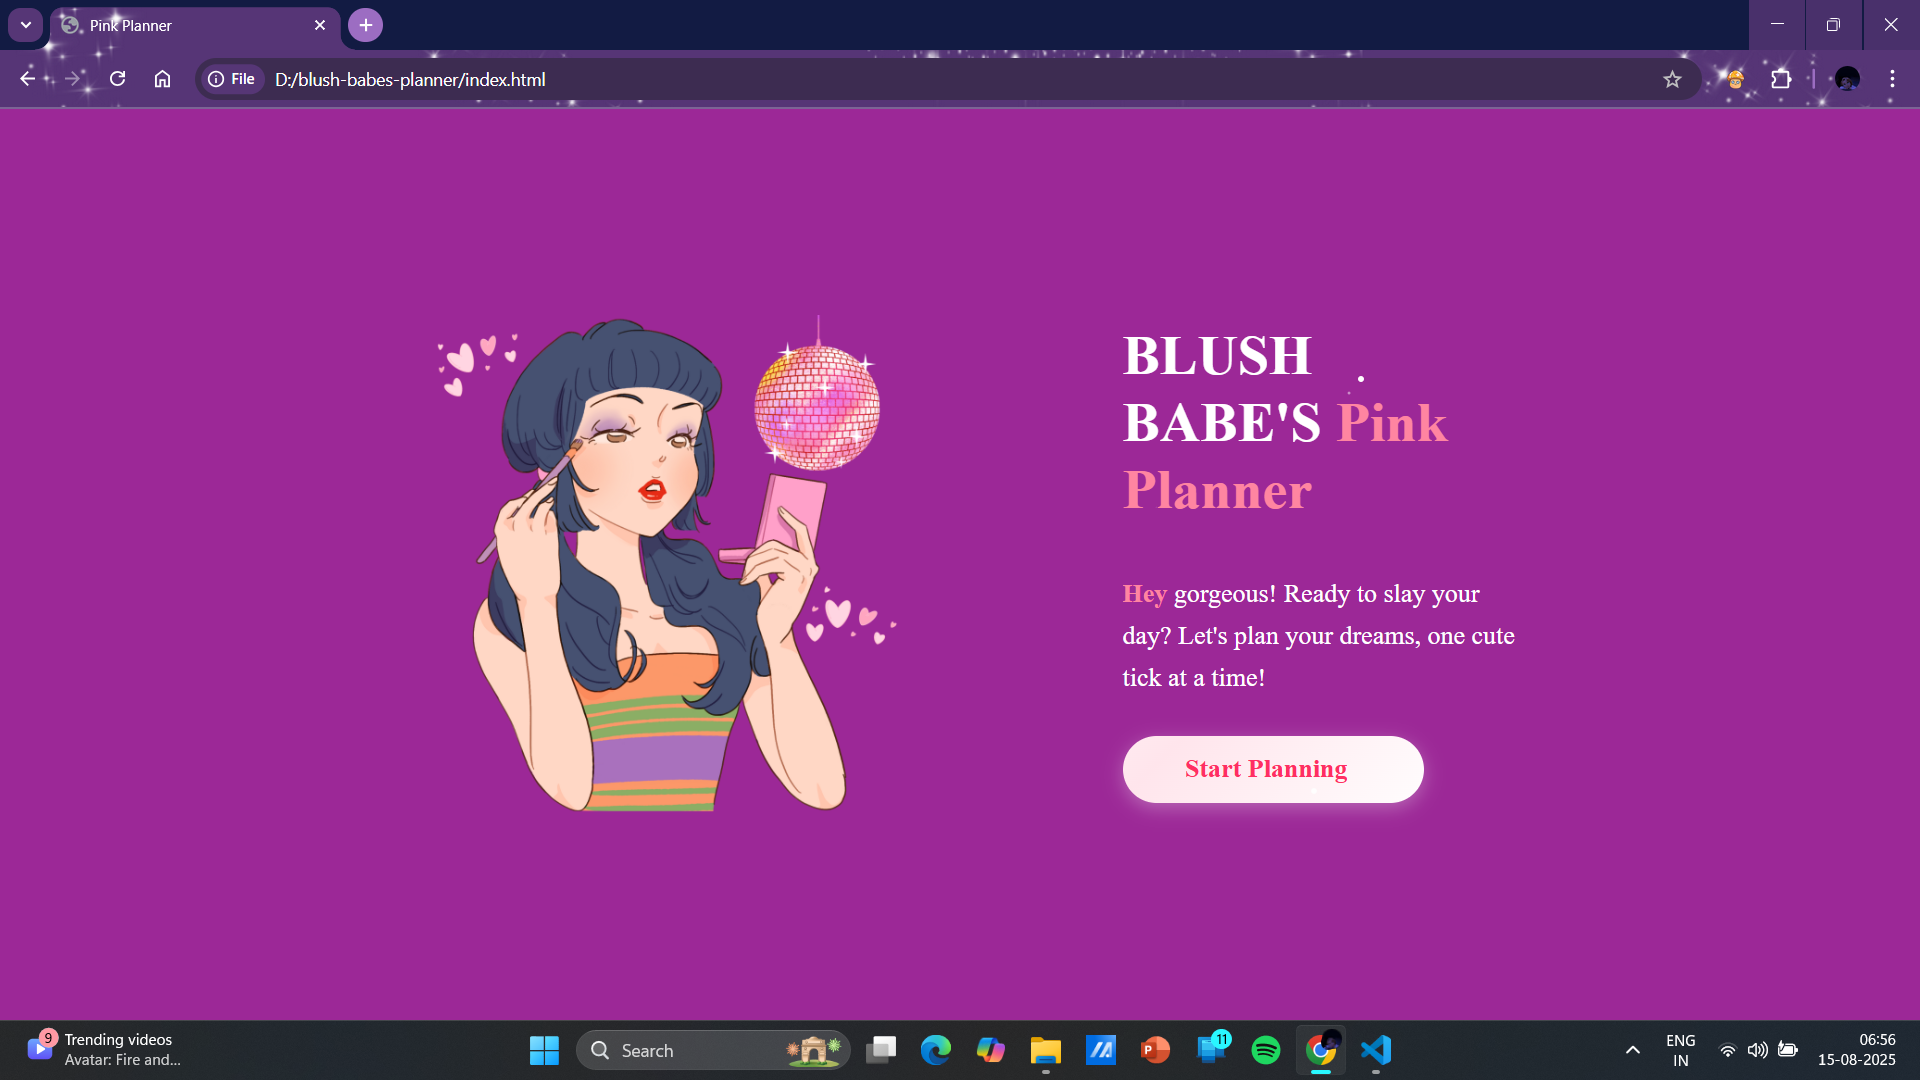 Pink Planner
File
D:/blush-babes-planner/index.html
BLUSH
BABE'S Pink
Planner
Hey gorgeous! Ready to slay your
day? Let's plan your dreams, one cute
tick at a time!
Start Planning
9
Trending videos
Avatar: Fire and...
Search
P
11
ENG
IN
06:56
15-08-2025